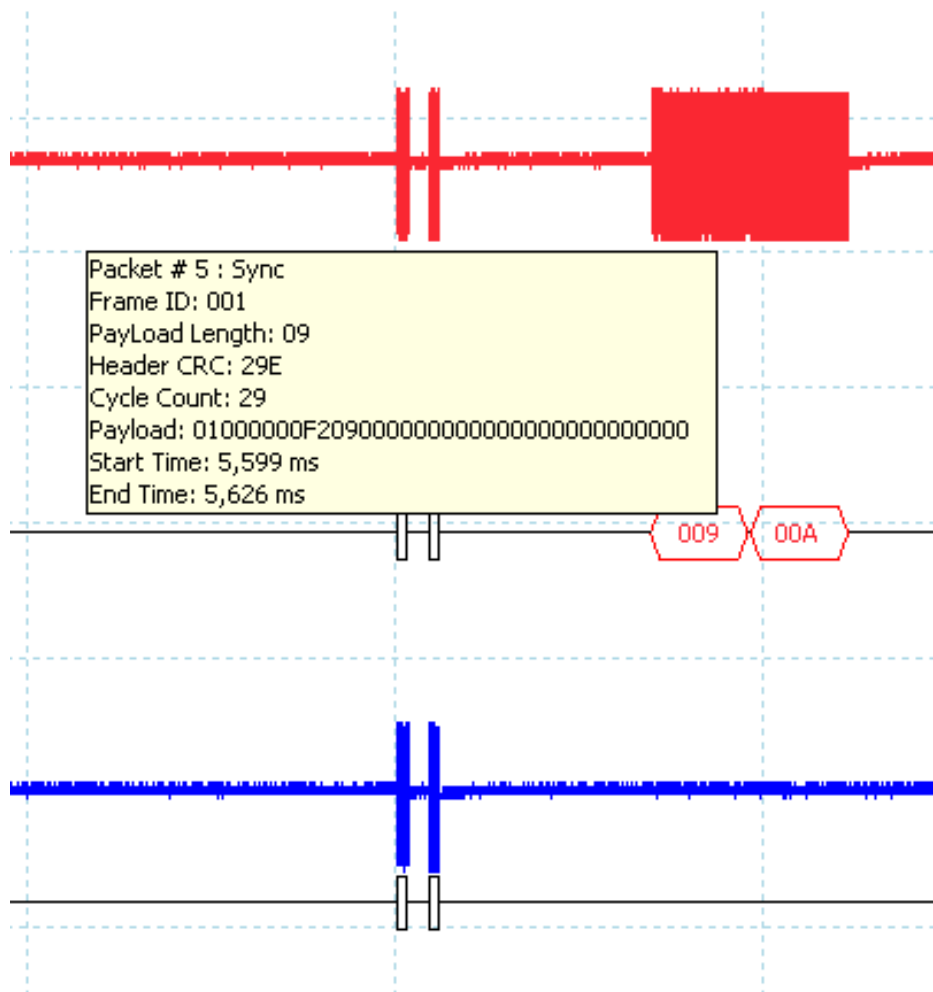 Packet # 5 : Sync
Frame ID: 001
PayLoad Length: 09
Header CRC: 29E
Cycle Count: 29
Payload: 01000000F209000000000000000000000000
Start Time: 5,599 ms
End Time: 5,626 ms
009 00A